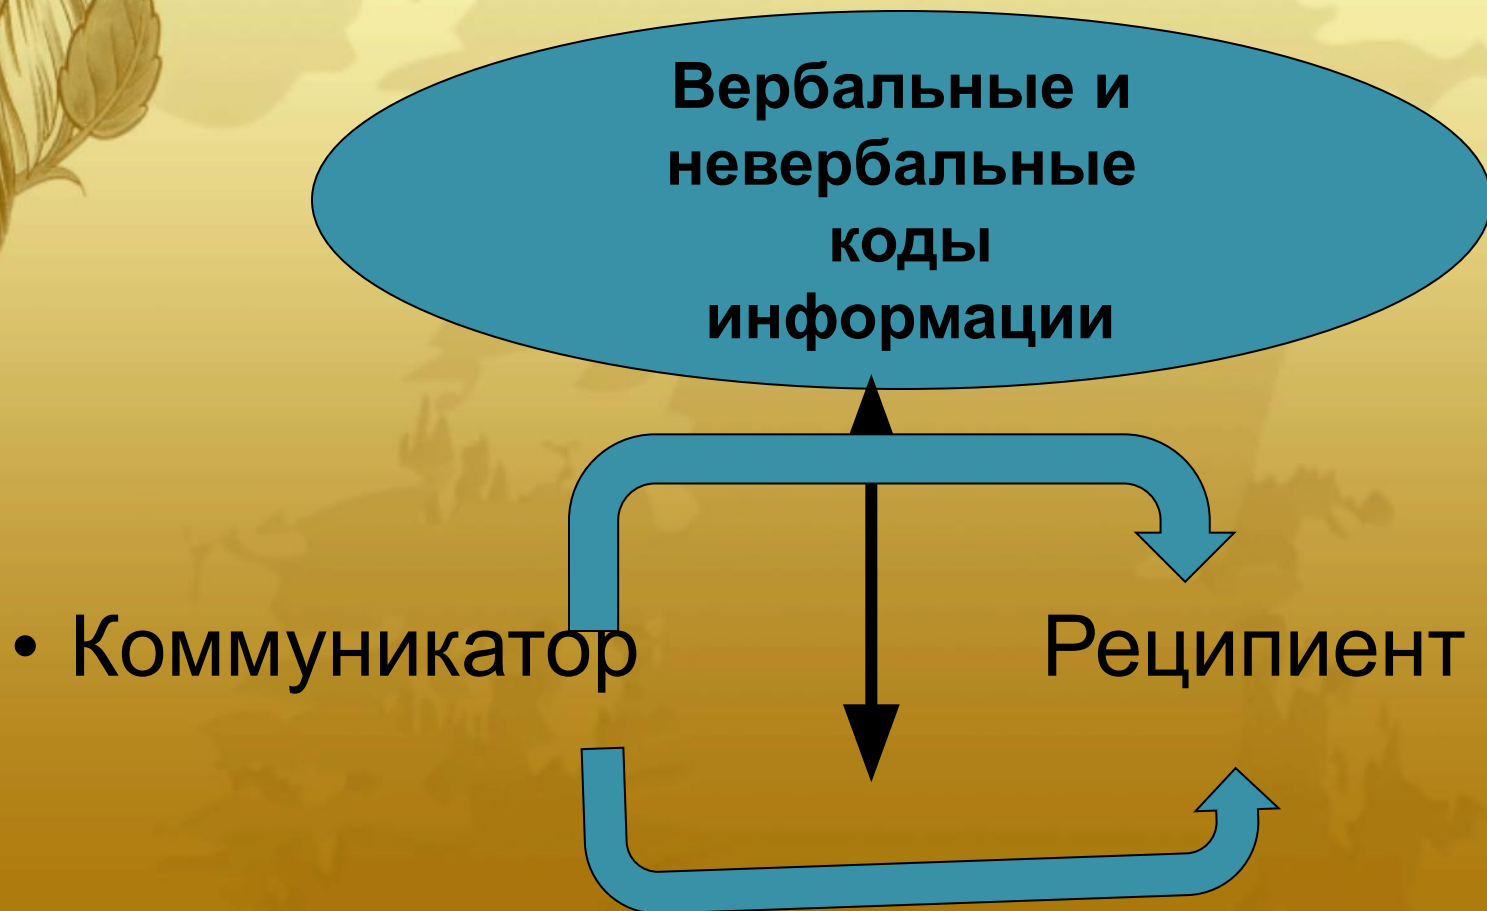 Вербальные и
невербальные
коды
информации
• Коммуникатор Реципиент